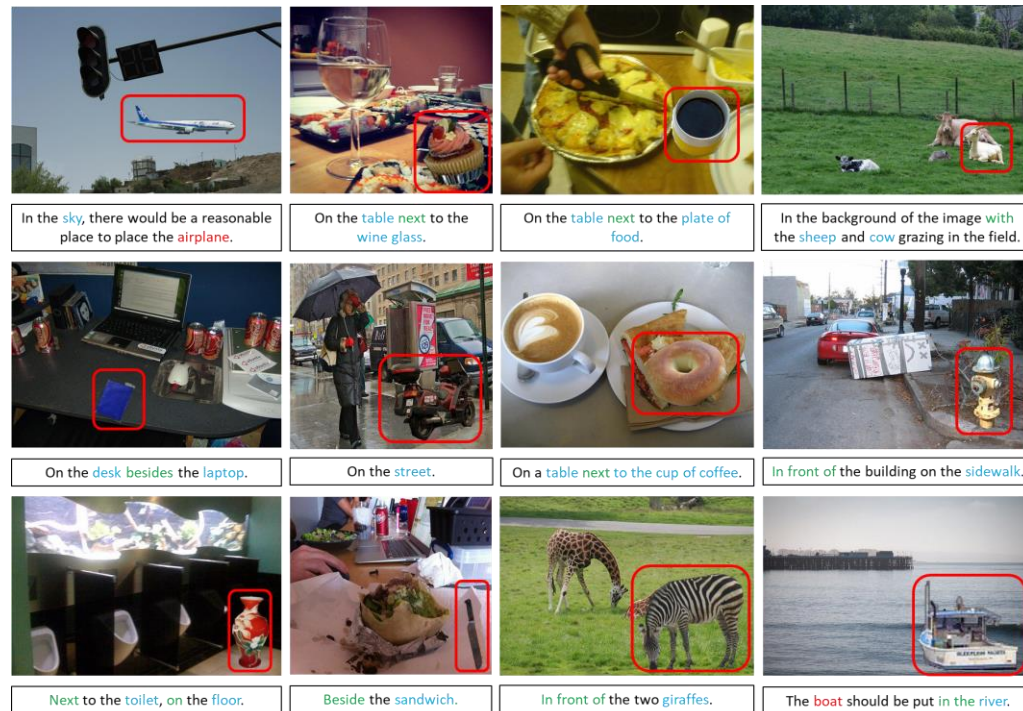 In the sky, there would be a reasonable
place to place the airplane.
On the table next to the
wine glass.
On the table next to the plate of
food.
In the background of the image with
the sheep and cow grazing in the field.
On the desk besides the laptop.
On the street.
On a table next to the cup of coffee.
In front of the building on the sidewalk.
Next to the toilet, on the floor.
Beside the sandwich.
In front of the two giraffes.
The boat should be put in the river.